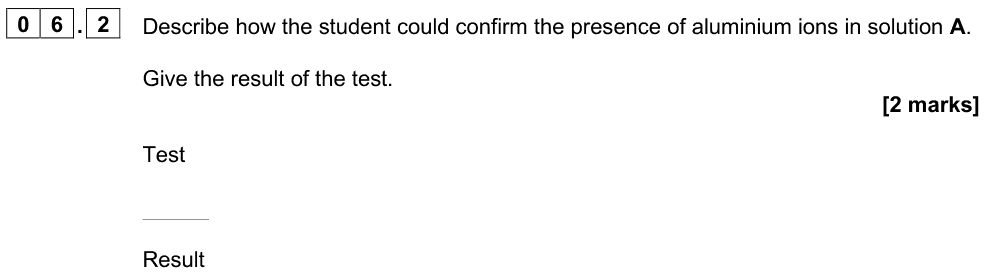 0 6 . 2 Describe how the student could confirm the presence of aluminium ions in solution A.
Give the result of the test.
[2 marks]
Test
Result